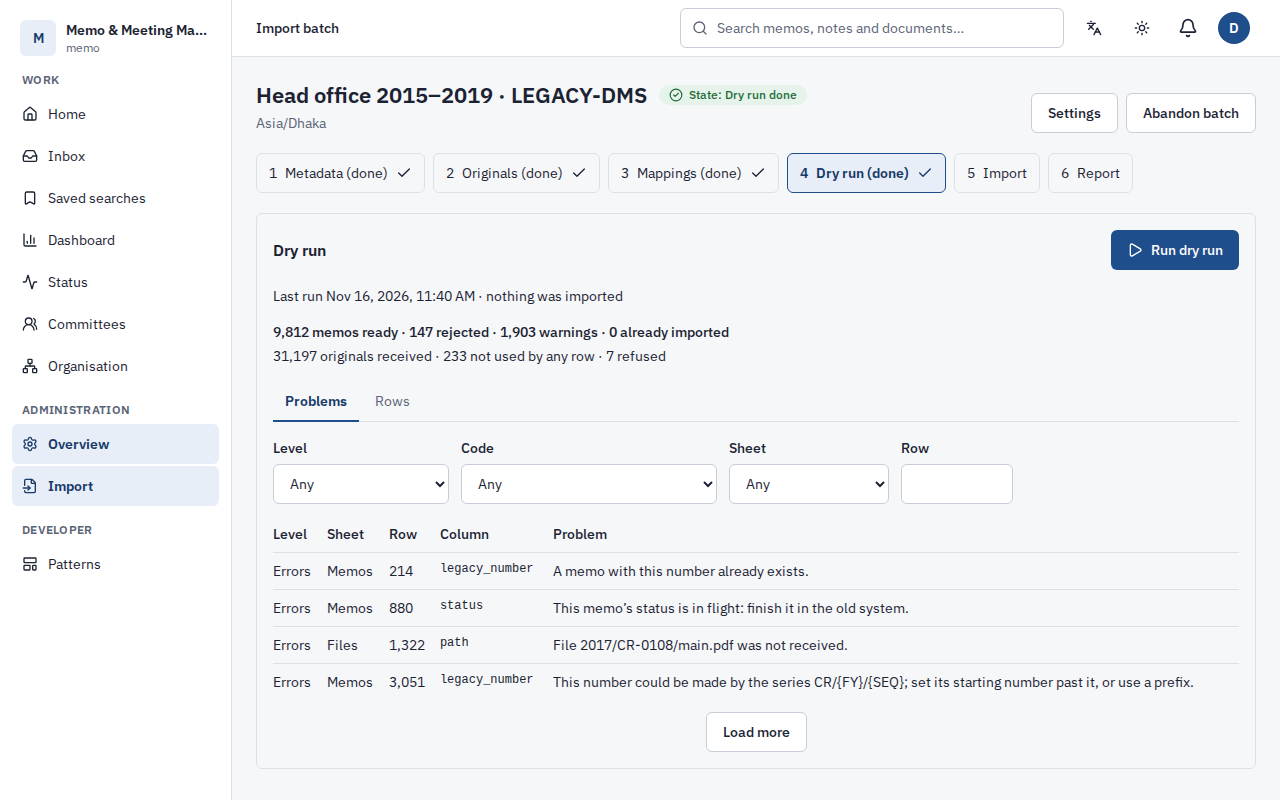 M
Memo & Meeting Ma...
memo
WORK
Home
Inbox
Saved searches
Dashboard
Status
Committees
Organisation
ADMINISTRATION
Overview
Import
DEVELOPER
Patterns
Import batch
Search memos, notes and documents...
D
Head office 2015–2019 · LEGACY-DMS
State: Dry run done
Asia/Dhaka
Settings
Abandon batch
1 Metadata (done)
2 Originals (done)
3 Mappings (done)
4 Dry run (done)
5 Import
6 Report
Dry run
Run dry run
Last run Nov 16, 2026, 11:40 AM · nothing was imported
9,812 memos ready · 147 rejected · 1,903 warnings · 0 already imported
31,197 originals received · 233 not used by any row · 7 refused
Problems Rows
Level Code Sheet Row
Any Any Any
Level Sheet Row Column Problem
Errors Memos 214 legacy_number A memo with this number already exists.
Errors Memos 880 status This memo’s status is in flight: finish it in the old system.
Errors Files 1,322 path File 2017/CR-0108/main.pdf was not received.
Errors Memos 3,051 legacy_number This number could be made by the series CR/{FY}/{SEQ}; set its starting number past it, or use a prefix.
Load more